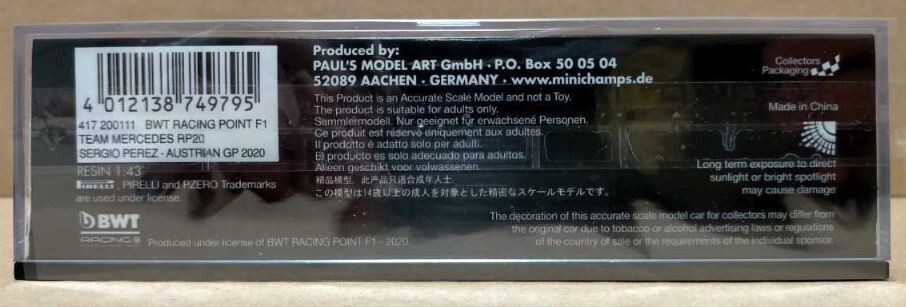 4 012138 749795
417 200111 BWT RACING POINT F1
TEAM MERCEDES RP20
SERGIO PEREZ - AUSTRIAN GP 2020
RESIN 1:43
PIRELLI, PIRELLI and PZERO Trademarks
are used under license.
BWT
RACING
Produced under license of BWT RACING POINT F1 - 2020.
Produced by:
PAUL'S MODEL ART GmbH · P.O. Box 50 05 04
52089 AACHEN · GERMANY · www.minichamps.de
This Product is an Accurate Scale Model and not a Toy.
The product is suitable for adults only.
Sammlermodell. Nur geeignet für erwachsene Personen.
Ce produit est réservé uniquement aux adultes.
Il prodotto è adatto solo per adulti.
El producto es solo adecuado para adultos.
Alleen geschikt voor volwassenen.
精品模型，此产品只适合成年人士.
この模型は14歳以上の成人を対象とした精密なスケールモデルです。
Collectors
Packaging
Made in China
Long term exposure to direct
sunlight or bright spotlight
may cause damage
The decoration of this accurate scale model car for collectors may differ from
the original car due to tobacco or alcohol advertising laws or regulations
of the country of sale or the requirements of the individual sponsor.